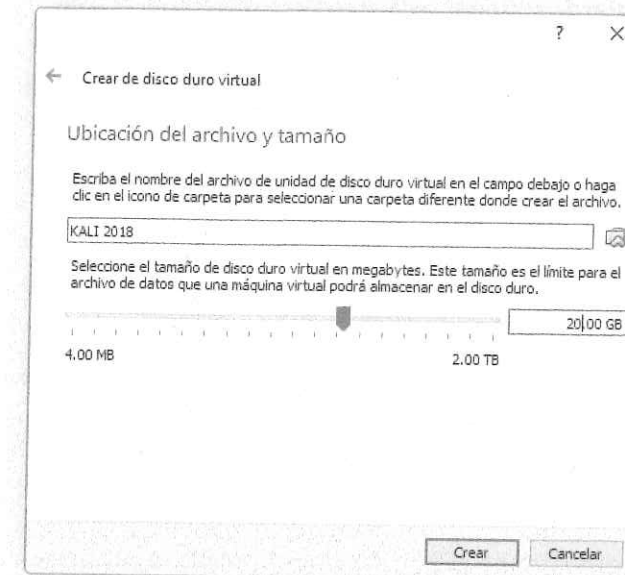 ?
Crear de disco duro virtual
Ubicación del archivo y tamaño
Escriba el nombre del archivo de unidad de disco duro virtual en el campo debajo o haga
clic en el icono de carpeta para seleccionar una carpeta diferente donde crear el archivo.
KALI 2018
Seleccione el tamaño de disco duro virtual en megabytes. Este tamaño es el límite para el
archivo de datos que una máquina virtual podrá almacenar en el disco duro.
20.00 GB
4.00 MB 2.00 TB
Crear Cancelar